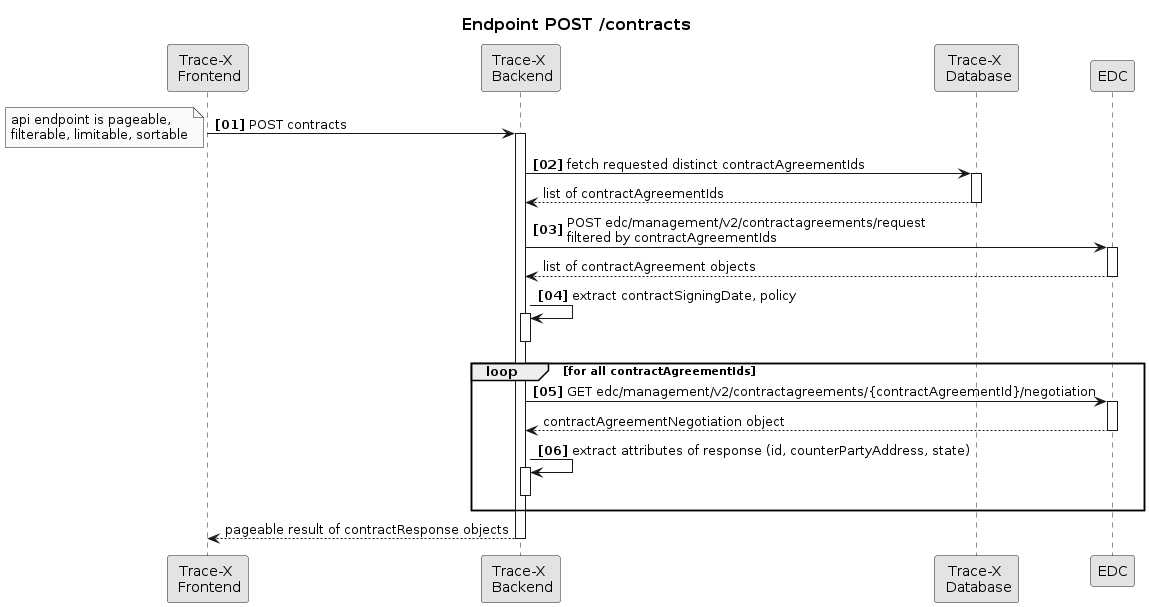 Endpoint POST /contracts
Trace-X
Frontend
Trace-X
Backend
Trace-X
Database
EDC
api endpoint is pageable,
filterable, limitable, sortable
[01] POST contracts
[02] fetch requested distinct contractAgreementIds
list of contractAgreementIds
[03] POST edc/management/v2/contractagreements/request
filtered by contractAgreementIds
list of contractAgreement objects
[04] extract contractSigningDate, policy
loop [for all contractAgreementIds]
[05] GET edc/management/v2/contractagreements/{contractAgreementId}/negotiation
contractAgreementNegotiation object
[06] extract attributes of response (id, counterPartyAddress, state)
pageable result of contractResponse objects
Trace-X
Frontend
Trace-X
Backend
Trace-X
Database
EDC